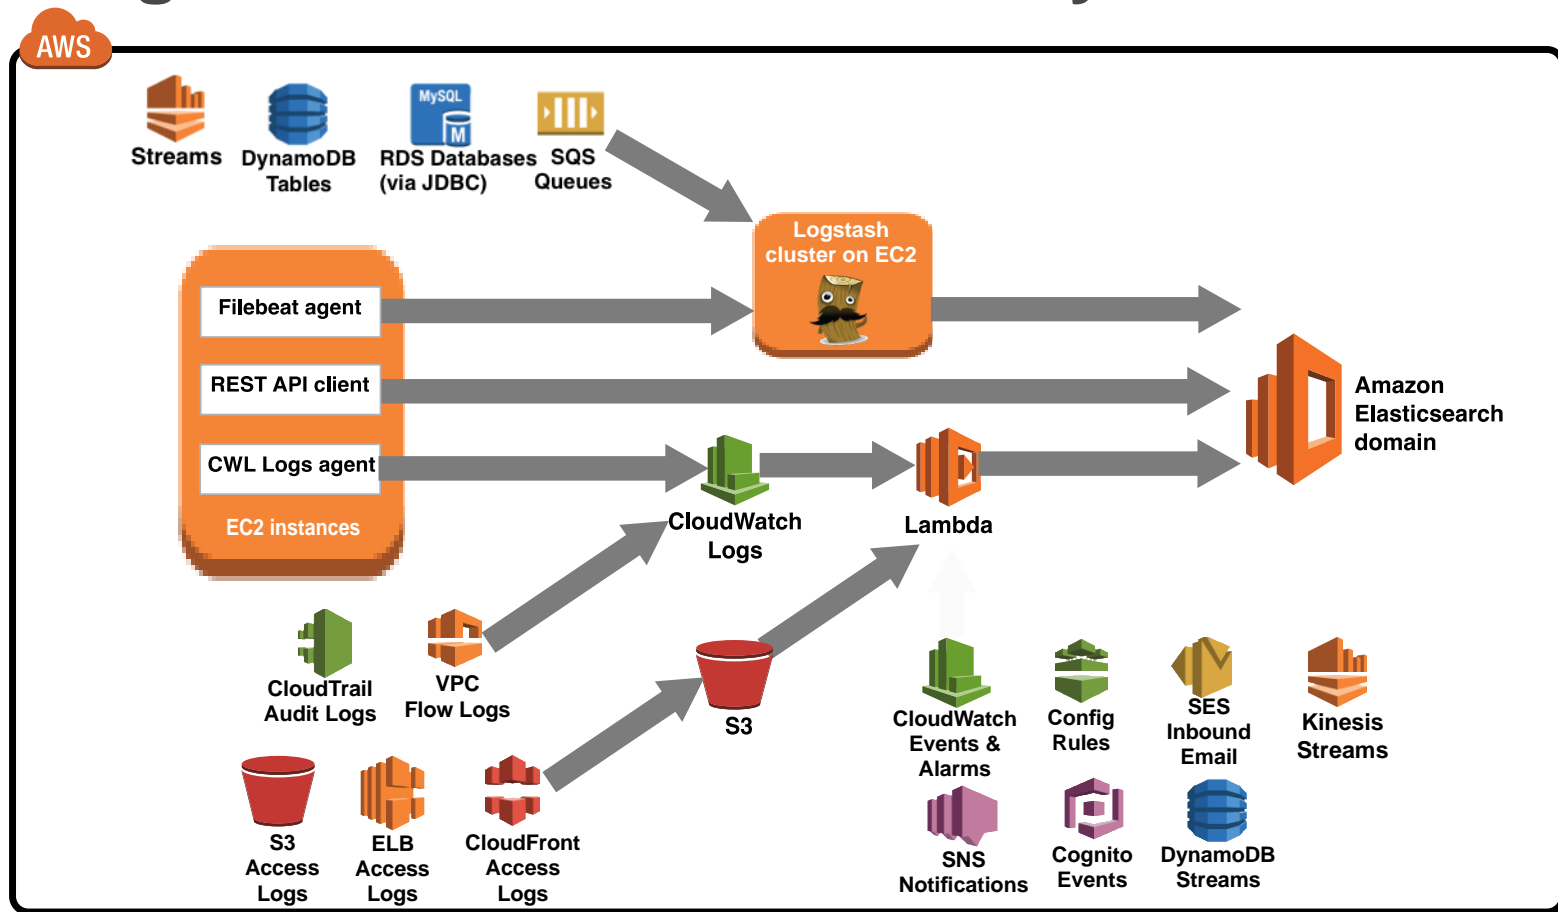 AWS
MySQL
M
Streams
DynamoDB
Tables
RDS Databases
(via JDBC)
SQS
Queues
Logstash
cluster on EC2
Filebeat agent
REST API client
CWL Logs agent
EC2 instances
Amazon
Elasticsearch
domain
CloudWatch
Logs
Lambda
CloudTrail
Audit Logs
VPC
Flow Logs
S3
CloudWatch
Events &
Alarms
Config
Rules
SES
Inbound
Email
Kinesis
Streams
S3
Access
Logs
ELB
Access
Logs
CloudFront
Access
Logs
SNS
Notifications
Cognito
Events
DynamoDB
Streams